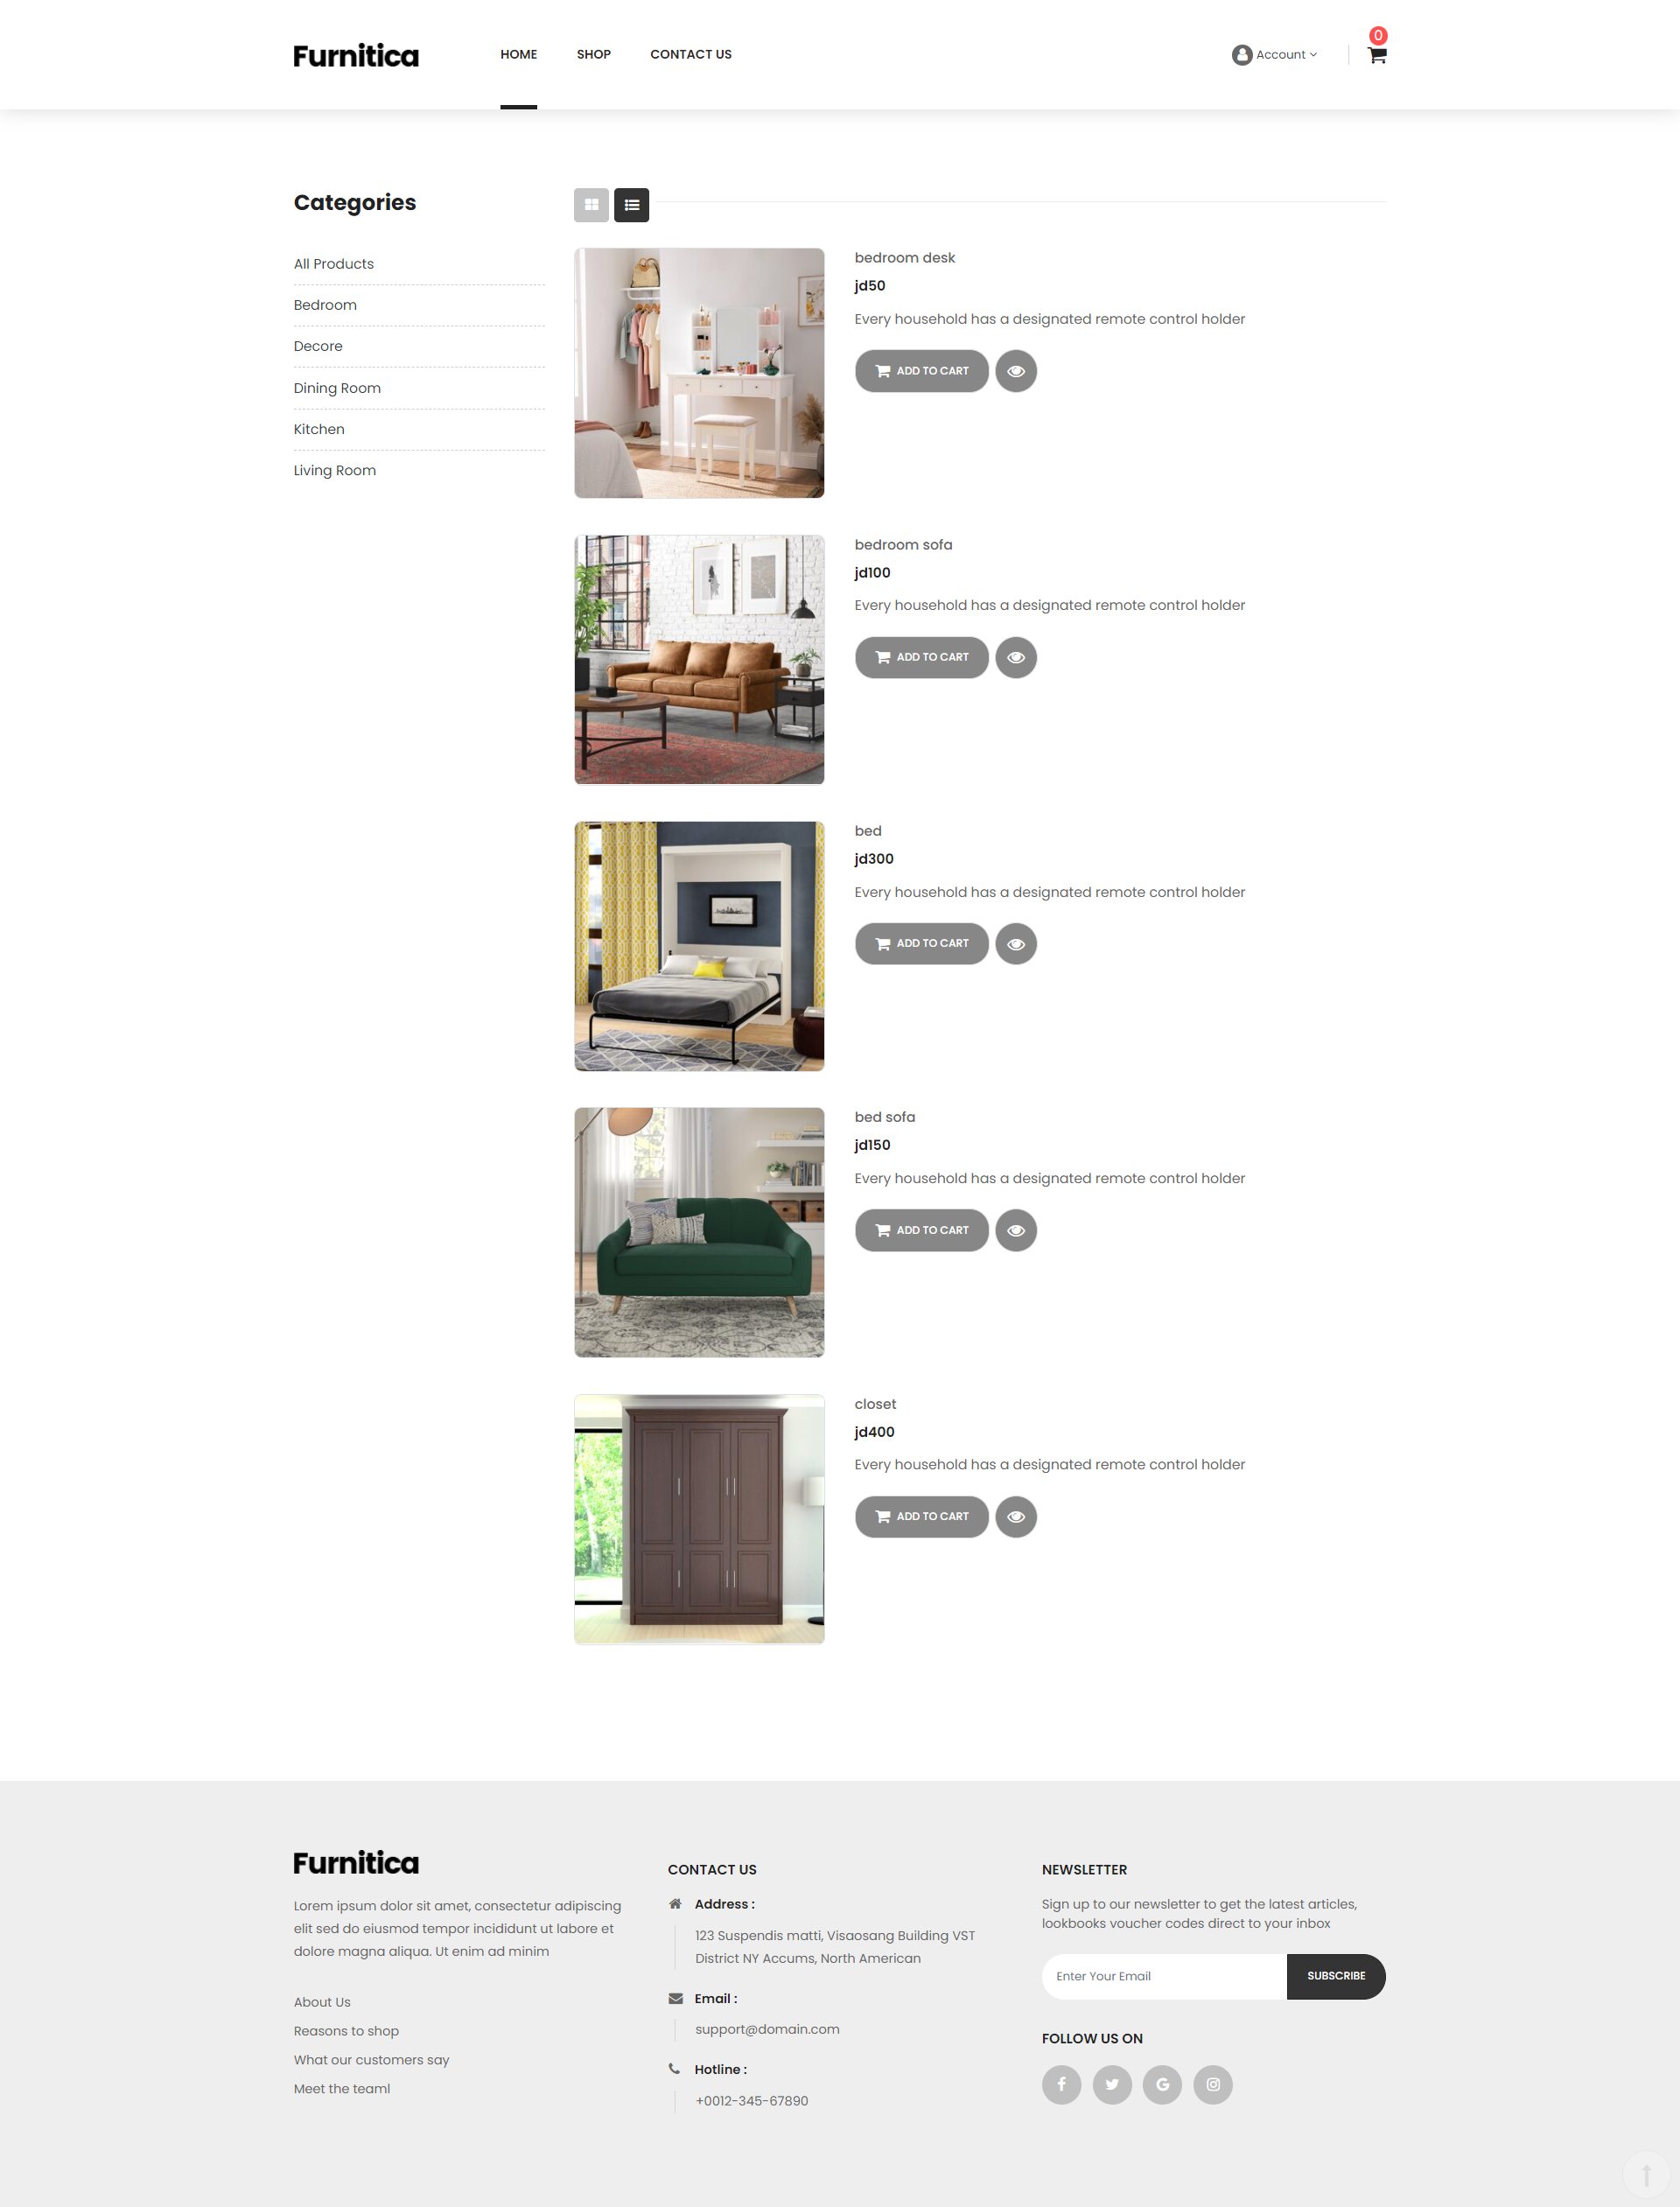 Furnitica
HOME
SHOP
CONTACT US
Account
0
Categories
All Products
Bedroom
Decore
Dining Room
Kitchen
Living Room
bedroom desk
jd50
Every household has a designated remote control holder
ADD TO CART
bedroom sofa
jd100
Every household has a designated remote control holder
ADD TO CART
bed
jd300
Every household has a designated remote control holder
ADD TO CART
bed sofa
jd150
Every household has a designated remote control holder
ADD TO CART
closet
jd400
Every household has a designated remote control holder
ADD TO CART
Furnitica
Lorem ipsum dolor sit amet, consectetur adipiscing
elit sed do eiusmod tempor incididunt ut labore et
dolore magna aliqua. Ut enim ad minim
About Us
Reasons to shop
What our customers say
Meet the teaml
CONTACT US
Address :
123 Suspendis matti, Visaosang Building VST
District NY Accums, North American
Email :
support@domain.com
Hotline :
+0012-345-67890
NEWSLETTER
Sign up to our newsletter to get the latest articles,
lookbooks voucher codes direct to your inbox
Enter Your Email
SUBSCRIBE
FOLLOW US ON